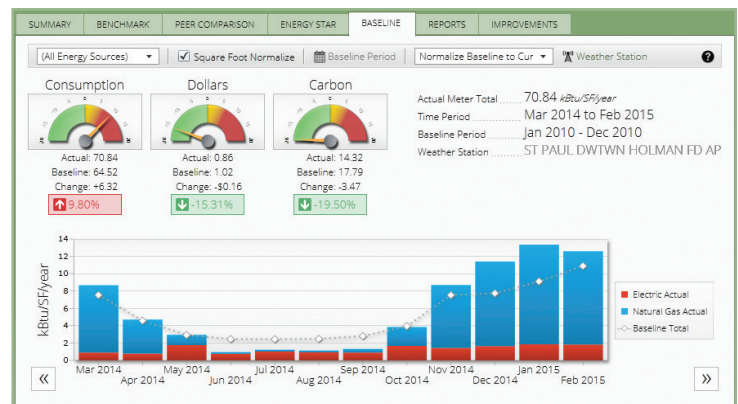 SUMMARY BENCHMARK PEER COMPARISON ENERGY STAR BASELINE REPORTS IMPROVEMENTS
(All Energy Sources) Square Foot Normalize Baseline Period Normalize Baseline to Cur Weather Station ?
Consumption Dollars Carbon
Actual: 70.84 Actual: 0.86 Actual: 14.32
Baseline: 64.52 Baseline: 1.02 Baseline: 17.79
Change: +6.32 Change: -$0.16 Change: -3.47
9.80% -15.31% -19.50%
Actual Meter Total 70.84 kBtu/SF/year
Time Period Mar 2014 to Feb 2015
Baseline Period Jan 2010 - Dec 2010
Weather Station ST PAUL DWTWN HOLMAN FD AP
kBtu/SF/year
14
12
10
8
6
4
2
0
Mar 2014 May 2014 Jul 2014 Sep 2014 Nov 2014 Jan 2015
Apr 2014 Jun 2014 Aug 2014 Oct 2014 Dec 2014 Feb 2015
Electric Actual
Natural Gas Actual
Baseline Total